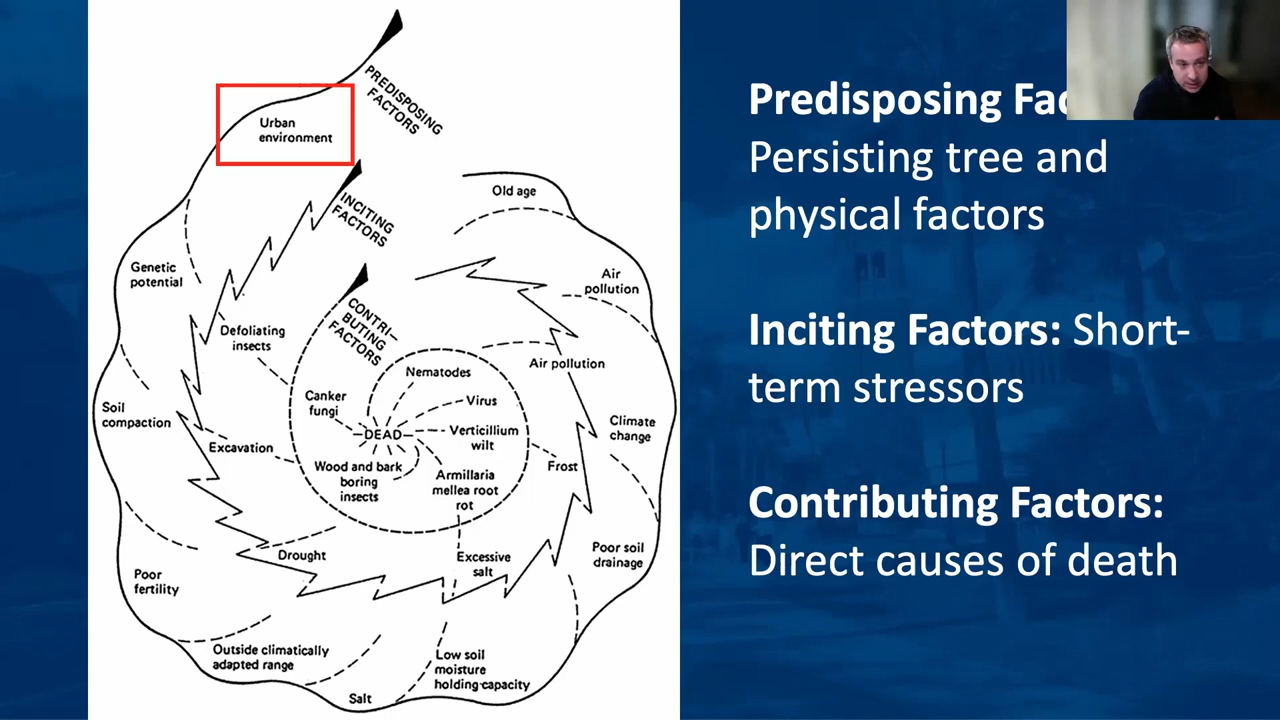 PREDISPOSING
FACTORS
Urban
environment
INCITING
FACTORS
Old age
Genetic
potential
Air
pollution
CONTRI-
BUTING
FACTORS
Defoliating
insects
Air pollution
Nematodes
Canker
fungi
Virus
Soil
compaction
Climate
change
DEAD
Verticillium
wilt
Excavation
Wood and bark
boring
insects
Armillaria
mellea root
rot
Frost
Drought
Excessive
salt
Poor soil
drainage
Poor
fertility
Outside climatically
adapted range
Low soil
moisture
holding capacity
Salt
Predisposing
Persisting tree and
physical factors
Inciting Factors: Short-
term stressors
Contributing Factors:
Direct causes of death